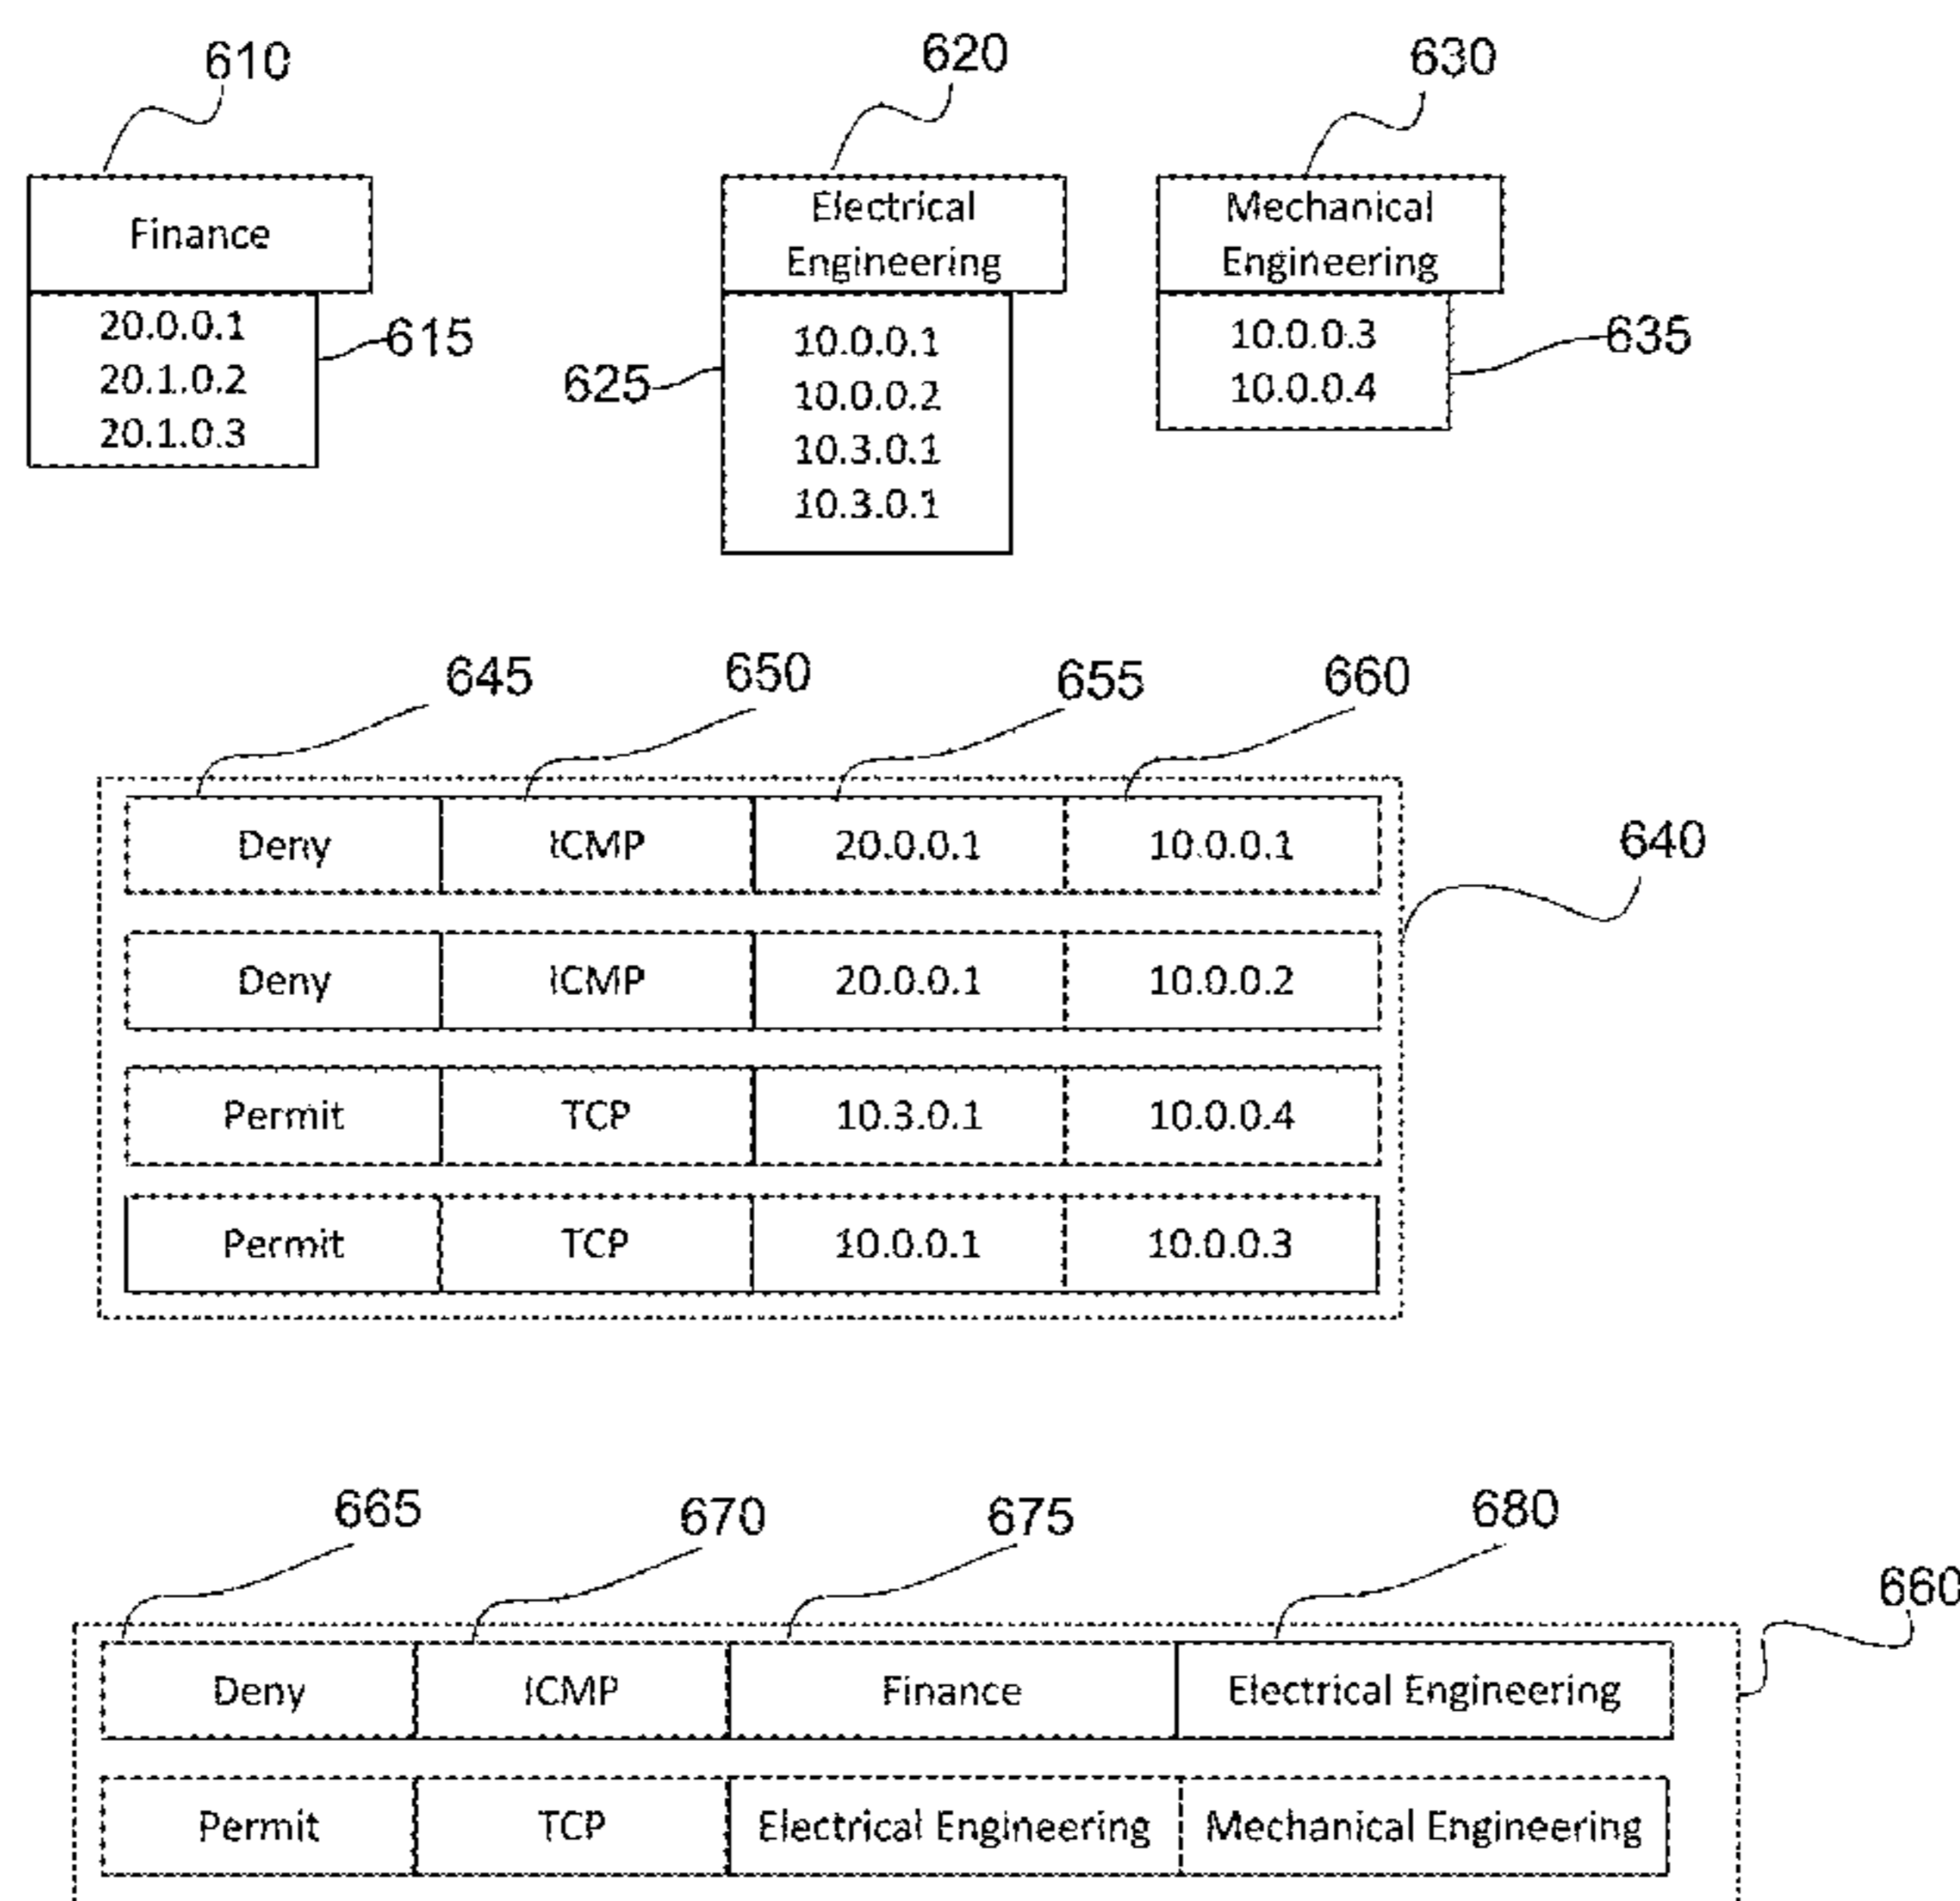 610
620
630
Finance
Electrical
Engineering
Mechanical
Engineering
20.0.0.1
20.1.0.2
20.1.0.3
615
625
10.0.0.1
10.0.0.2
10.3.0.1
10.3.0.1
10.0.0.3
10.0.0.4
635
645
650
655
660
640
Deny ICMP 20.0.0.1 10.0.0.1
Deny ICMP 20.0.0.1 10.0.0.2
Permit TCP 10.3.0.1 10.0.0.4
Permit TCP 10.0.0.1 10.0.0.3
665
670
675
680
660
Deny ICMP Finance Electrical Engineering
Permit TCP Electrical Engineering Mechanical Engineering